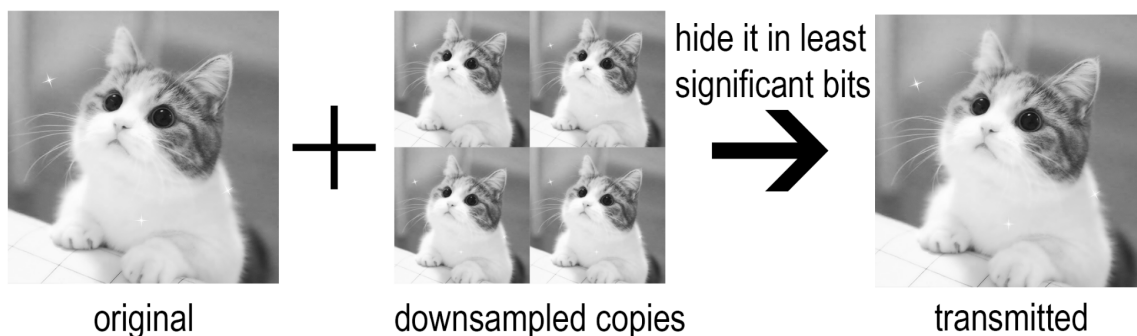 hide it in least
significant bits
original
downsampled copies
transmitted